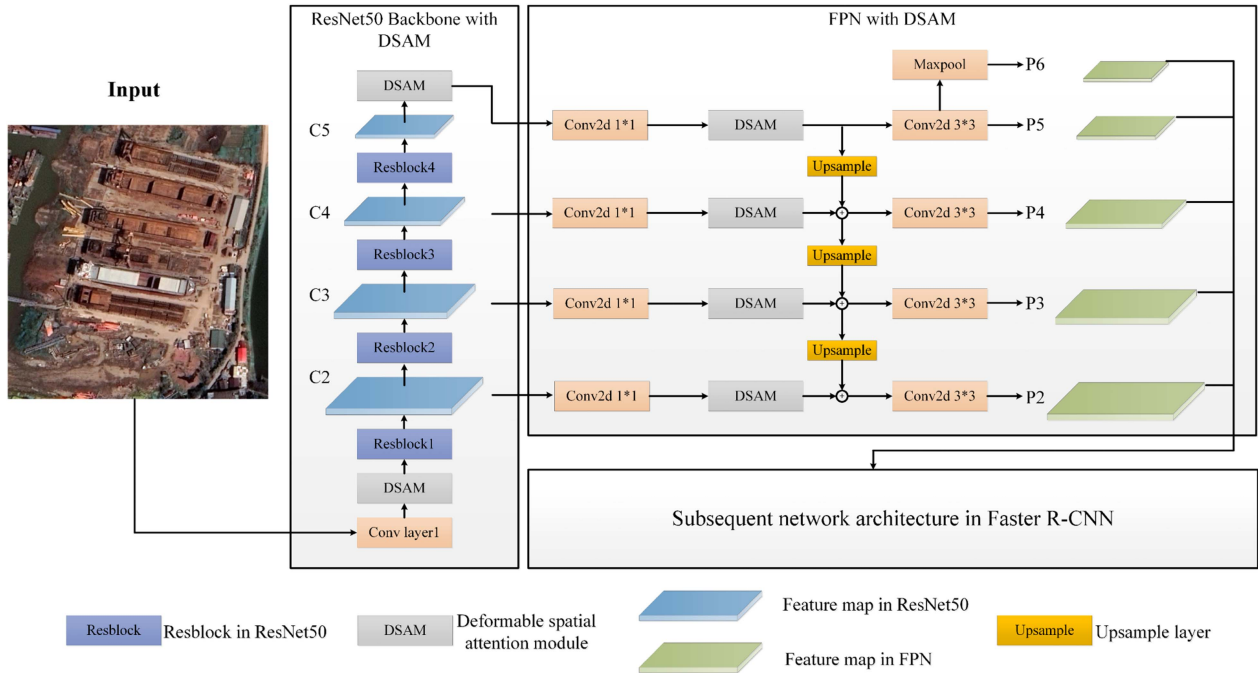 Input
ResNet50 Backbone with
DSAM
DSAM
C5
Resblock4
C4
Resblock3
C3
Resblock2
C2
Resblock1
DSAM
Conv layer1
FPN with DSAM
Maxpool
P6
Conv2d 1*1
DSAM
Conv2d 3*3
P5
Upsample
Conv2d 1*1
DSAM
+
Conv2d 3*3
P4
Upsample
Conv2d 1*1
DSAM
+
Conv2d 3*3
P3
Upsample
Conv2d 1*1
DSAM
+
Conv2d 3*3
P2
Subsequent network architecture in Faster R-CNN
Resblock
Resblock in ResNet50
DSAM
Deformable spatial
attention module
Feature map in ResNet50
Feature map in FPN
Upsample
Upsample layer